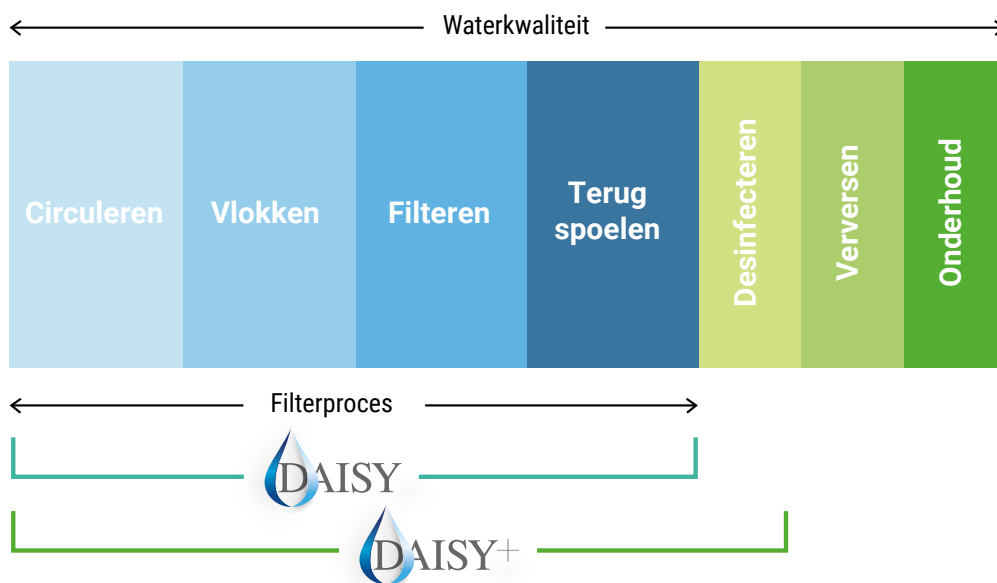 Waterkwaliteit
Circuleren
Vlokken
Filteren
Terug
spoelen
Desinfecteren
Verversen
Onderhoud
Filterproces
DAISY
DAISY+